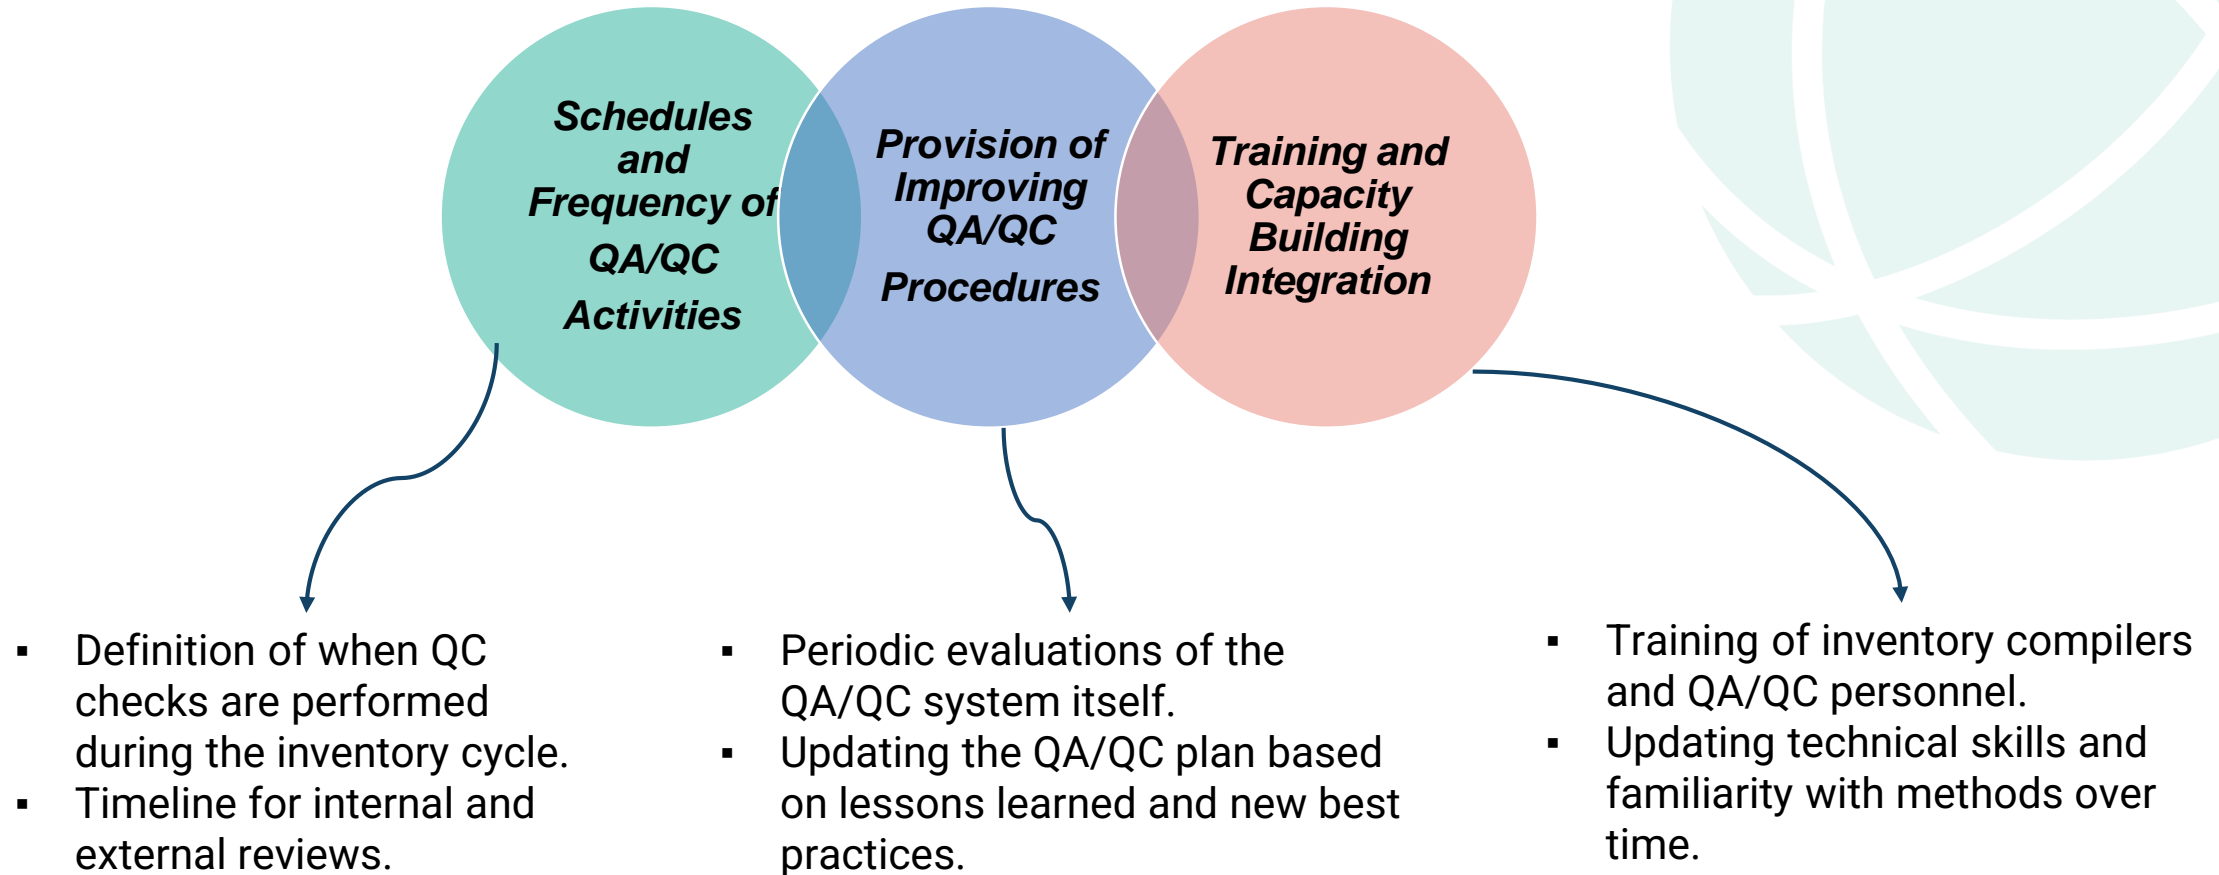 Schedules
and
Frequency of
QA/QC
Activities
Provision of
Improving
QA/QC
Procedures
Training and
Capacity
Building
Integration
▪ Definition of when QC
checks are performed
during the inventory cycle.
▪ Timeline for internal and
external reviews.
▪ Periodic evaluations of the
QA/QC system itself.
▪ Updating the QA/QC plan based
on lessons learned and new best
practices.
▪ Training of inventory compilers
and QA/QC personnel.
▪ Updating technical skills and
familiarity with methods over
time.